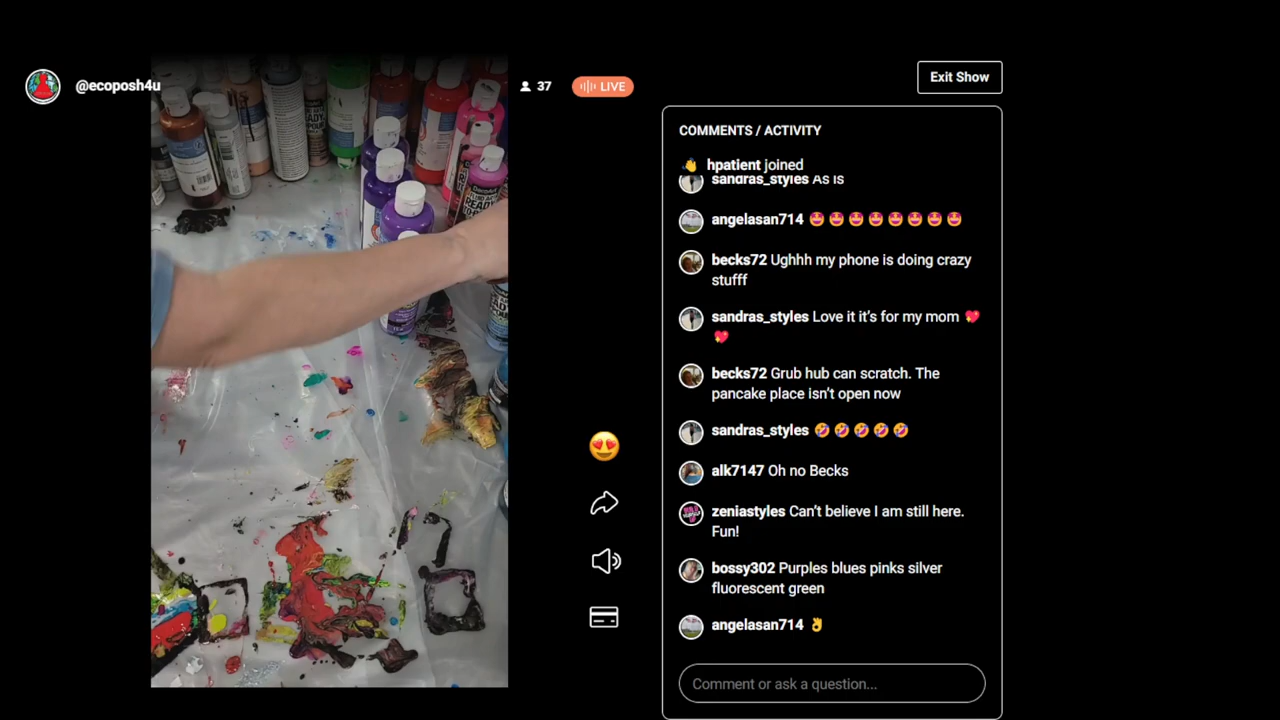 @ecoposh4u
37
LIVE
Exit Show
COMMENTS / ACTIVITY
hpatient joined
sandras_styles As is
angelasan714 🤩🤩🤩🤩🤩🤩🤩🤩
becks72 Ughhh my phone is doing crazy
stufff
sandras_styles Love it it’s for my mom 💖
💖
becks72 Grub hub can scratch. The
pancake place isn’t open now
sandras_styles 🤣🤣🤣🤣🤣
alk7147 Oh no Becks
zeniastyles Can’t believe I am still here.
Fun!
bossy302 Purples blues pinks silver
fluorescent green
angelasan714 👌
Comment or ask a question...
DecoArt
READY